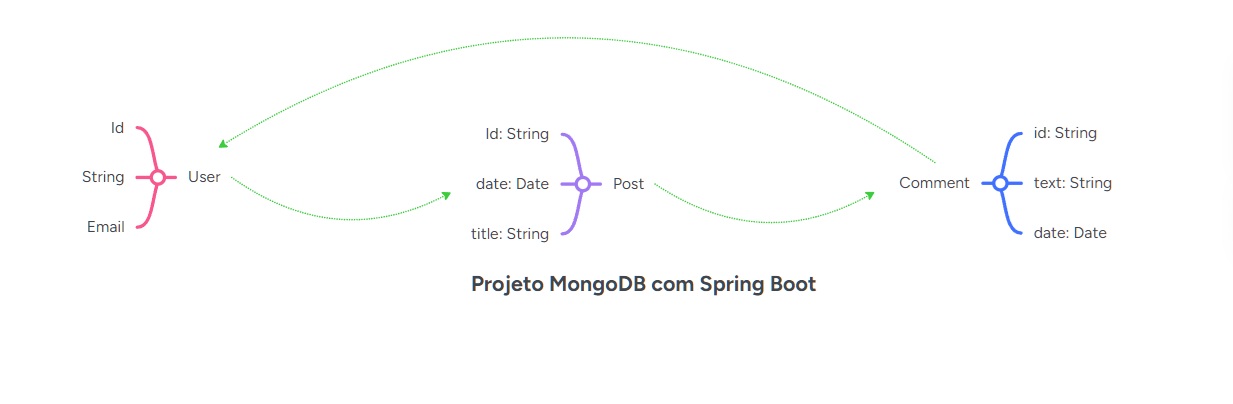 Id
String
Email
User
Id: String
date: Date
title: String
Post
Comment
id: String
text: String
date: Date
Projeto MongoDB com Spring Boot